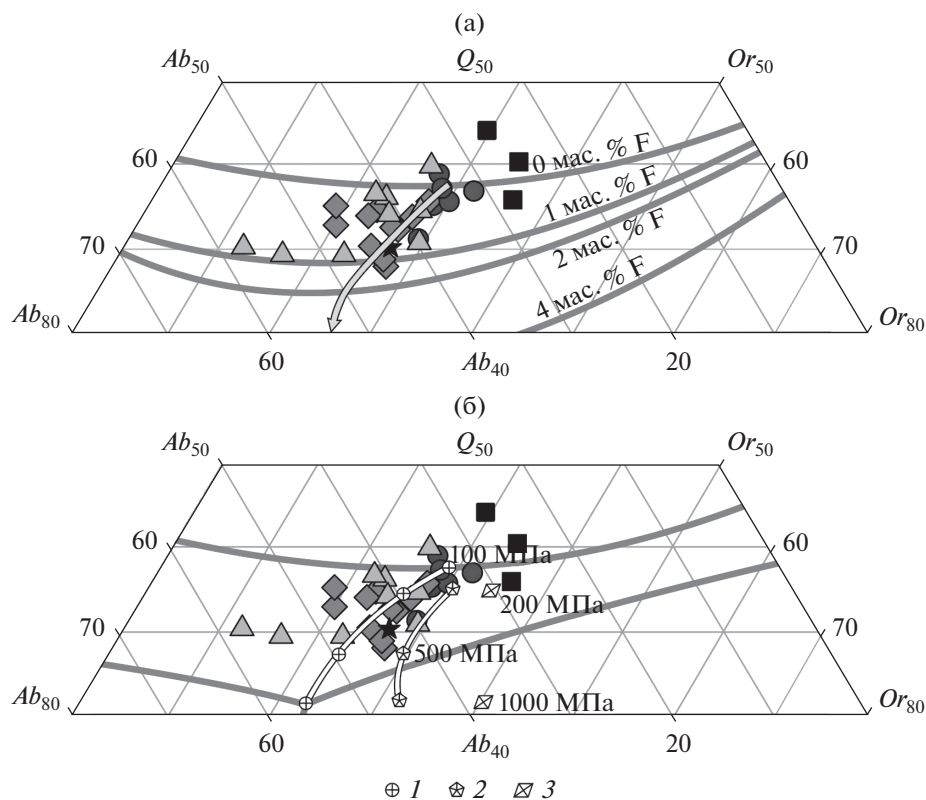 (а)
Ab50 Q50 Or50
60 60
0 мас. % F
1 мас. % F
70 2 мас. % F 70
4 мас. % F
Ab80 Or80
60 Ab40 20
(б)
Ab50 Q50 Or50
60 100 МПа 60
200 МПа
70 500 МПа 70
Ab80 1000 МПа Or80
60 Ab40 20
1 2 3